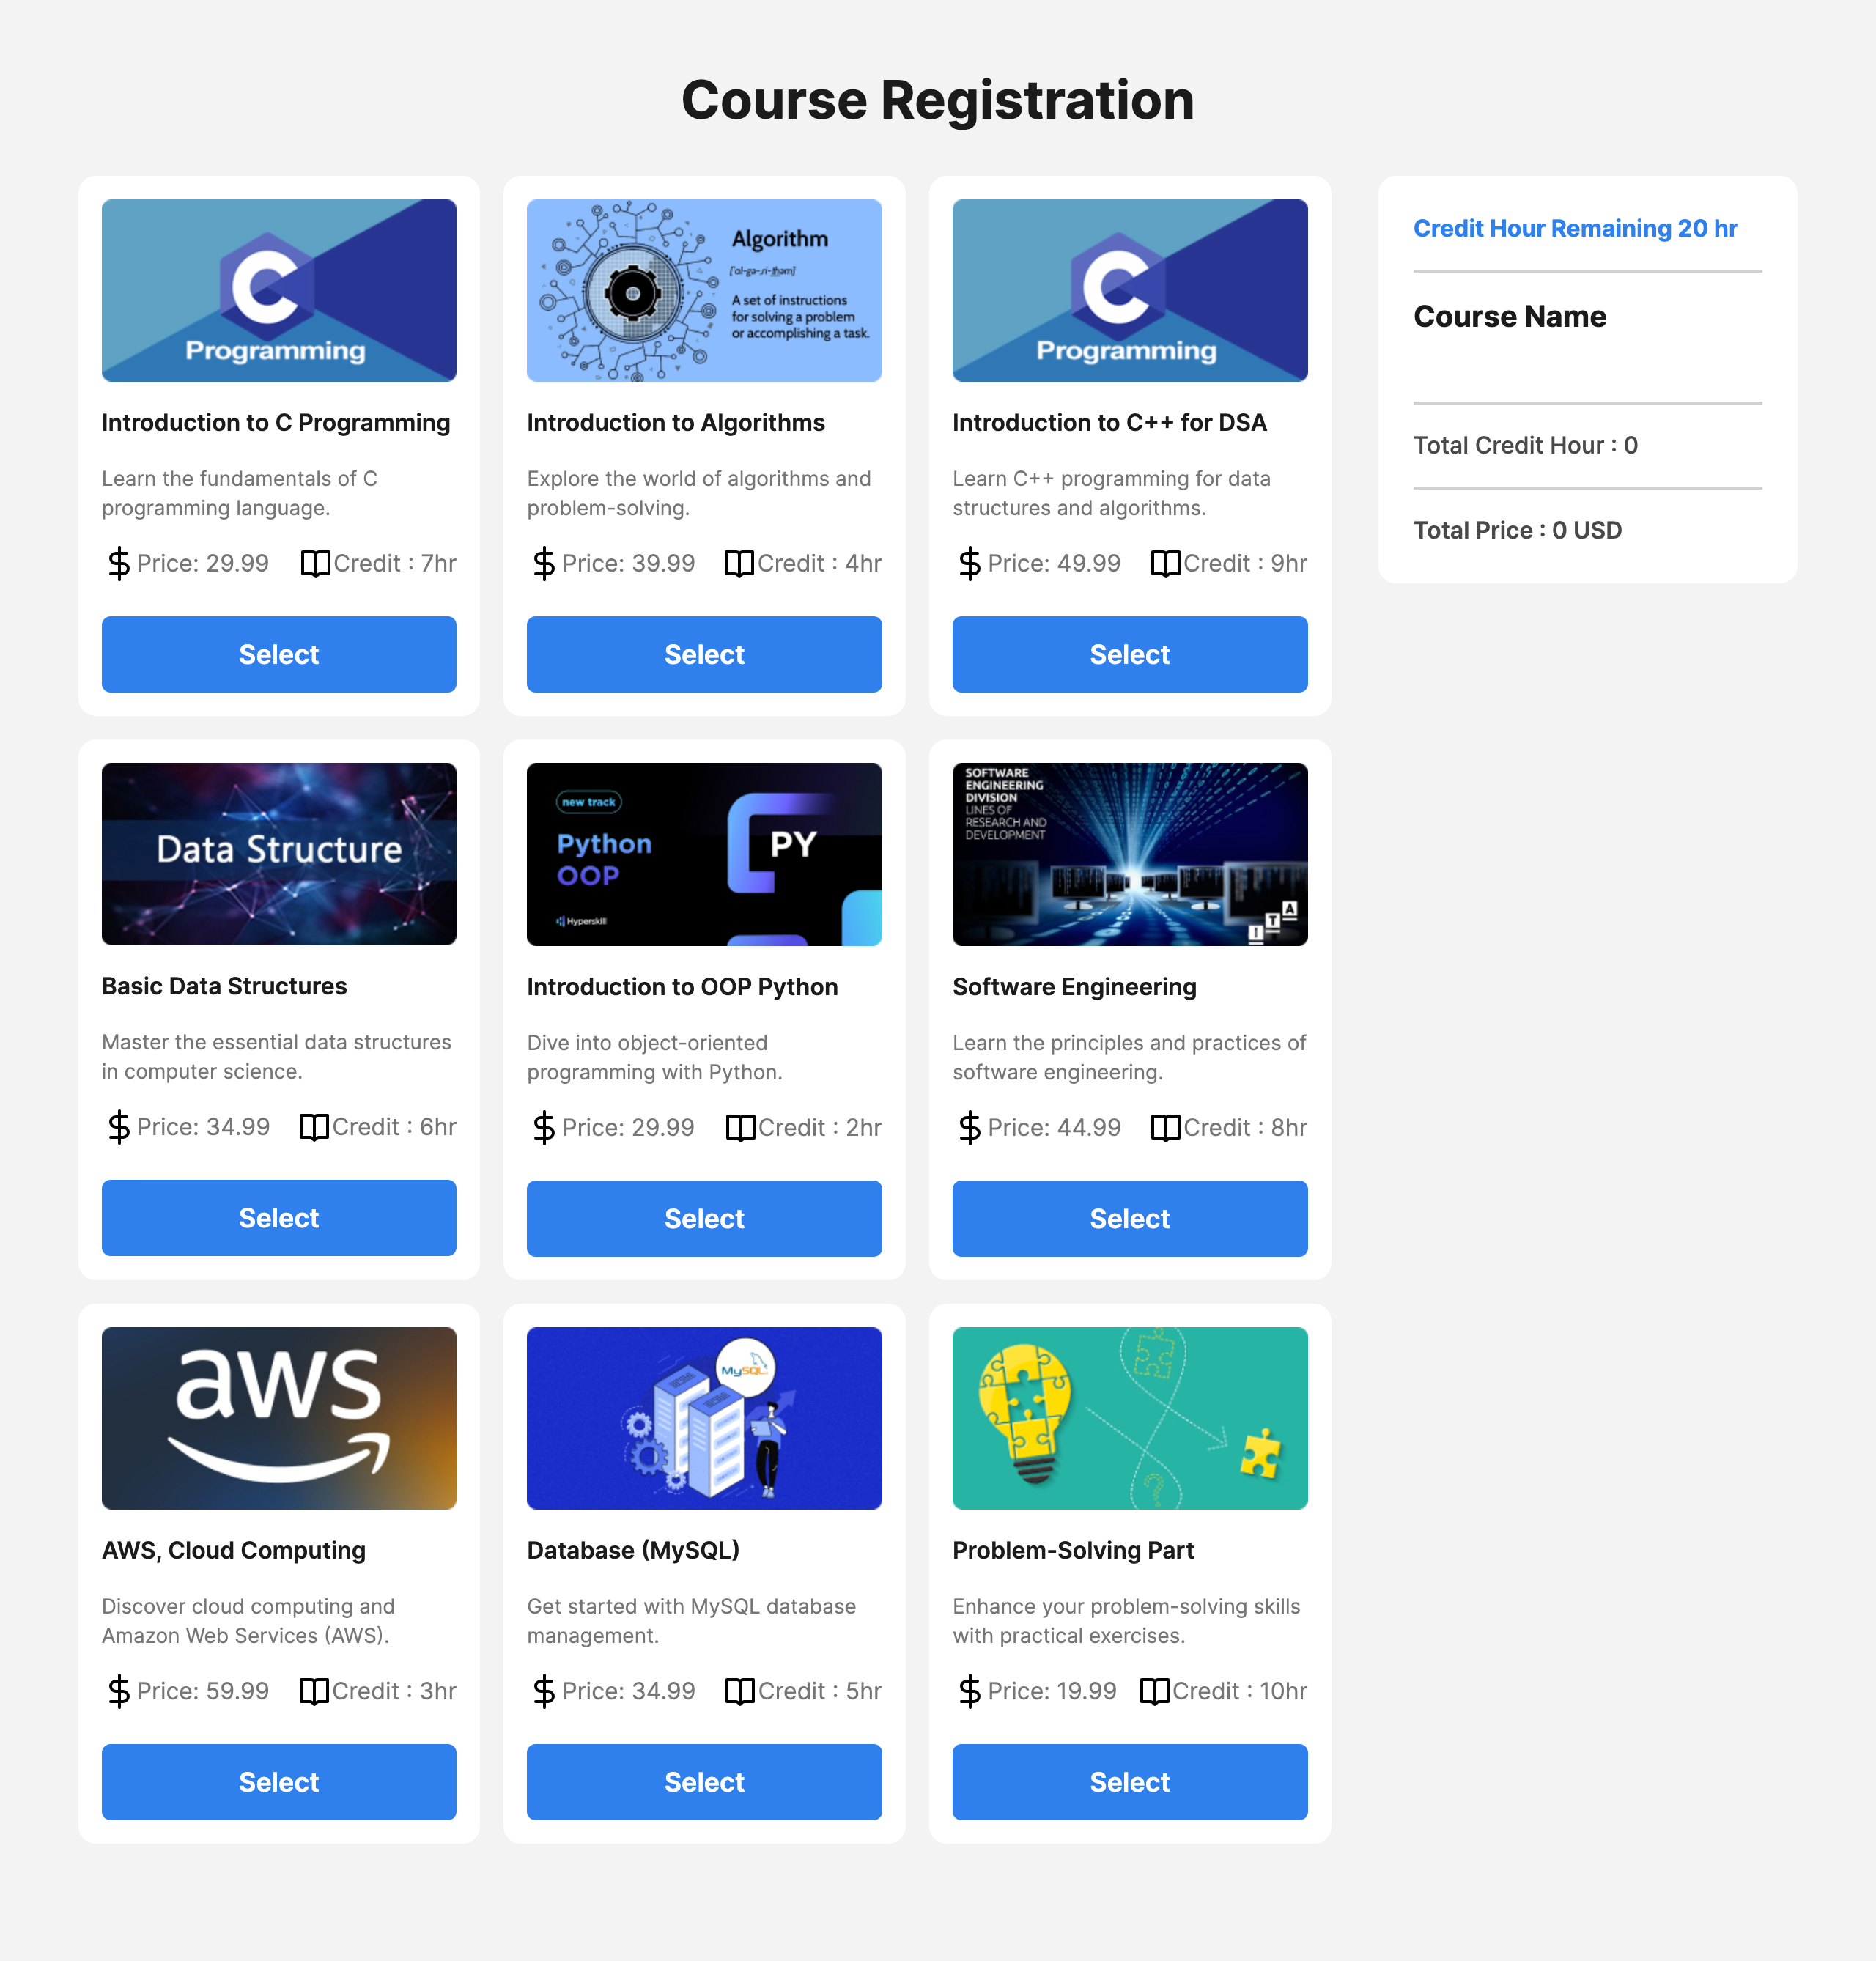 Course Registration
C
Programming
Introduction to C Programming
Learn the fundamentals of C
programming language.
Price: 29.99 Credit : 7hr
Select
Algorithm
A set of instructions
for solving a problem
or accomplishing a task.
Introduction to Algorithms
Explore the world of algorithms and
problem-solving.
Price: 39.99 Credit : 4hr
Select
C
Programming
Introduction to C++ for DSA
Learn C++ programming for data
structures and algorithms.
Price: 49.99 Credit : 9hr
Select
Credit Hour Remaining 20 hr
Course Name
Total Credit Hour : 0
Total Price : 0 USD
Data Structure
Basic Data Structures
Master the essential data structures
in computer science.
Price: 34.99 Credit : 6hr
Select
new track
Python
OOP
PY
Hyperskill
Introduction to OOP Python
Dive into object-oriented
programming with Python.
Price: 29.99 Credit : 2hr
Select
SOFTWARE
ENGINEERING
DIVISION
LINES OF
RESEARCH AND
DEVELOPMENT
I T A
Software Engineering
Learn the principles and practices of
software engineering.
Price: 44.99 Credit : 8hr
Select
aws
AWS, Cloud Computing
Discover cloud computing and
Amazon Web Services (AWS).
Price: 59.99 Credit : 3hr
Select
MySQL
Database (MySQL)
Get started with MySQL database
management.
Price: 34.99 Credit : 5hr
Select
?
Problem-Solving Part
Enhance your problem-solving skills
with practical exercises.
Price: 19.99 Credit : 10hr
Select